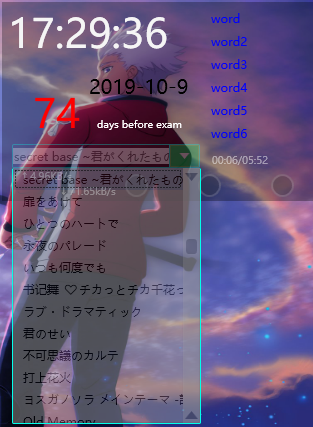 17:29:36
word
word2
word3
2019-10-9
word4
74
days before exam
word5
word6
secret base ~君がくれたもの
00:06/05:52
secret base ~君がくれたもの
扉をあけて
1.65kB/s
ひとつのハートで
永夜のパレード
いつも何度でも
书记舞 ♡チカっとチカ千花っ
ラブ・ドラマティック
君のせい
不可思議のカルテ
打上花火
ヨスガノソラ メインテーマ -記
Old Memory